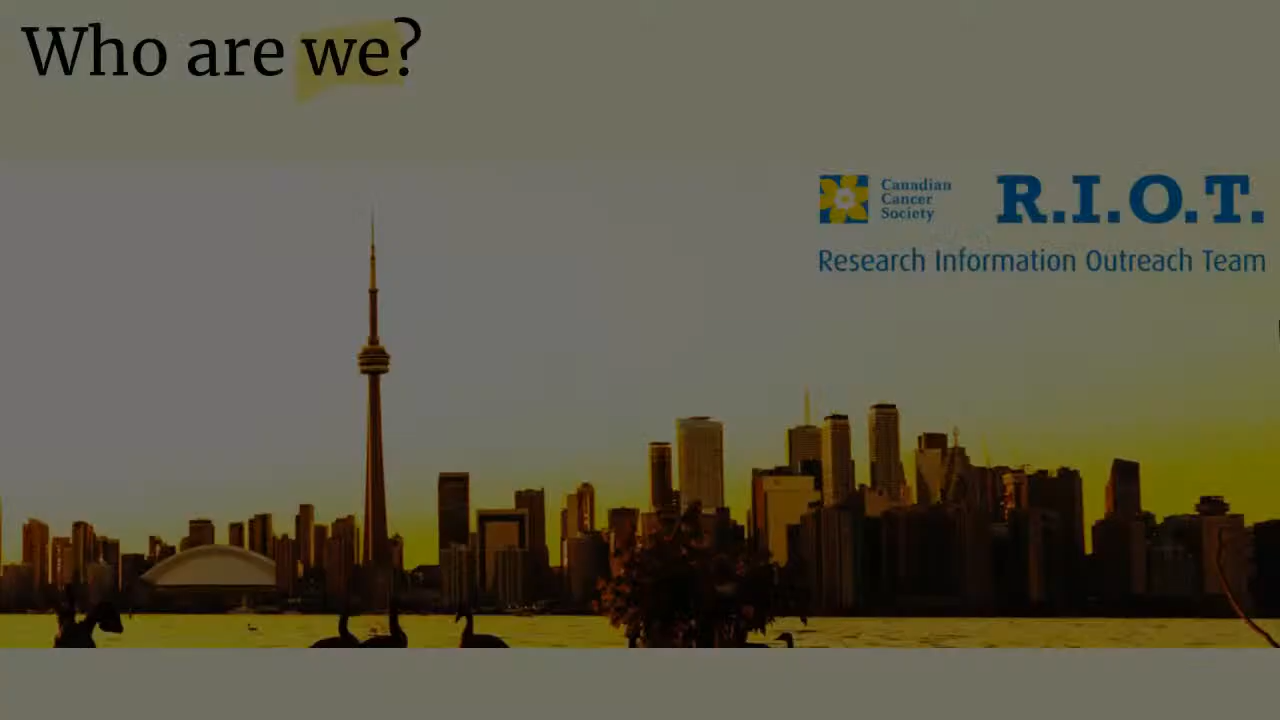 Who are we?
Canadian
Cancer
Society
R.I.O.T.
Research Information Outreach Team